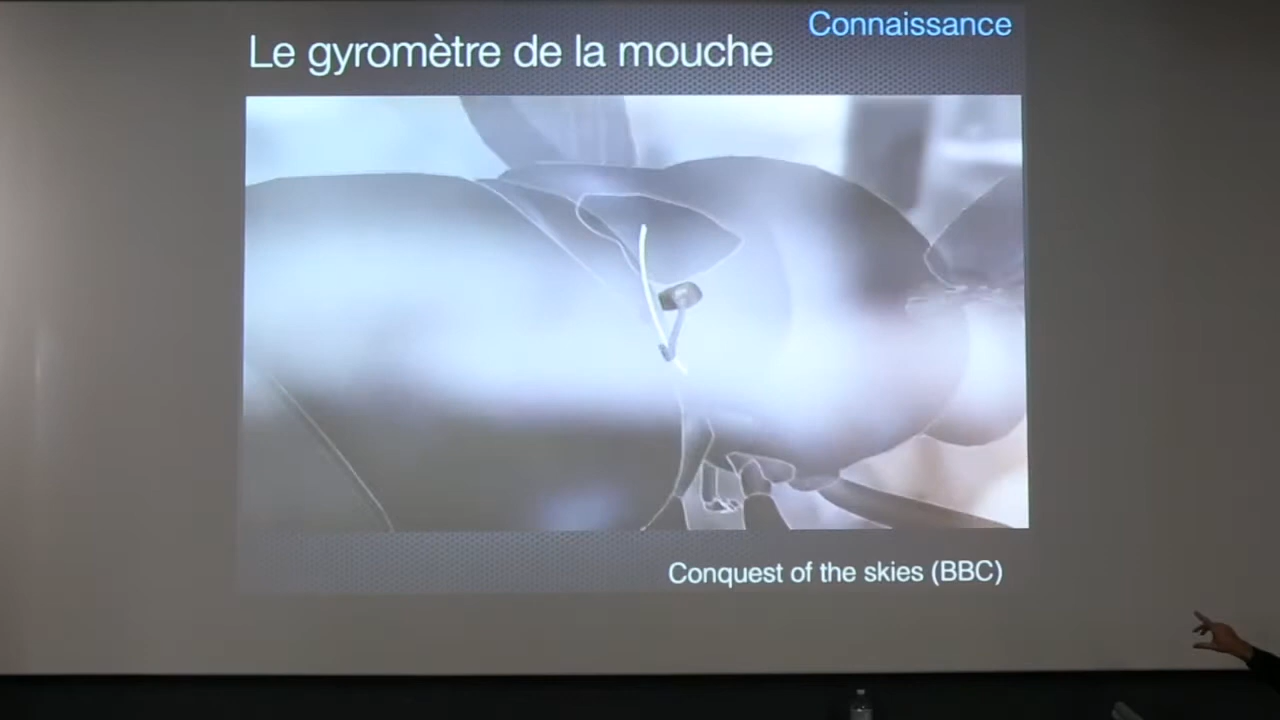 Connaissance
Le gyromètre de la mouche
Conquest of the skies (BBC)